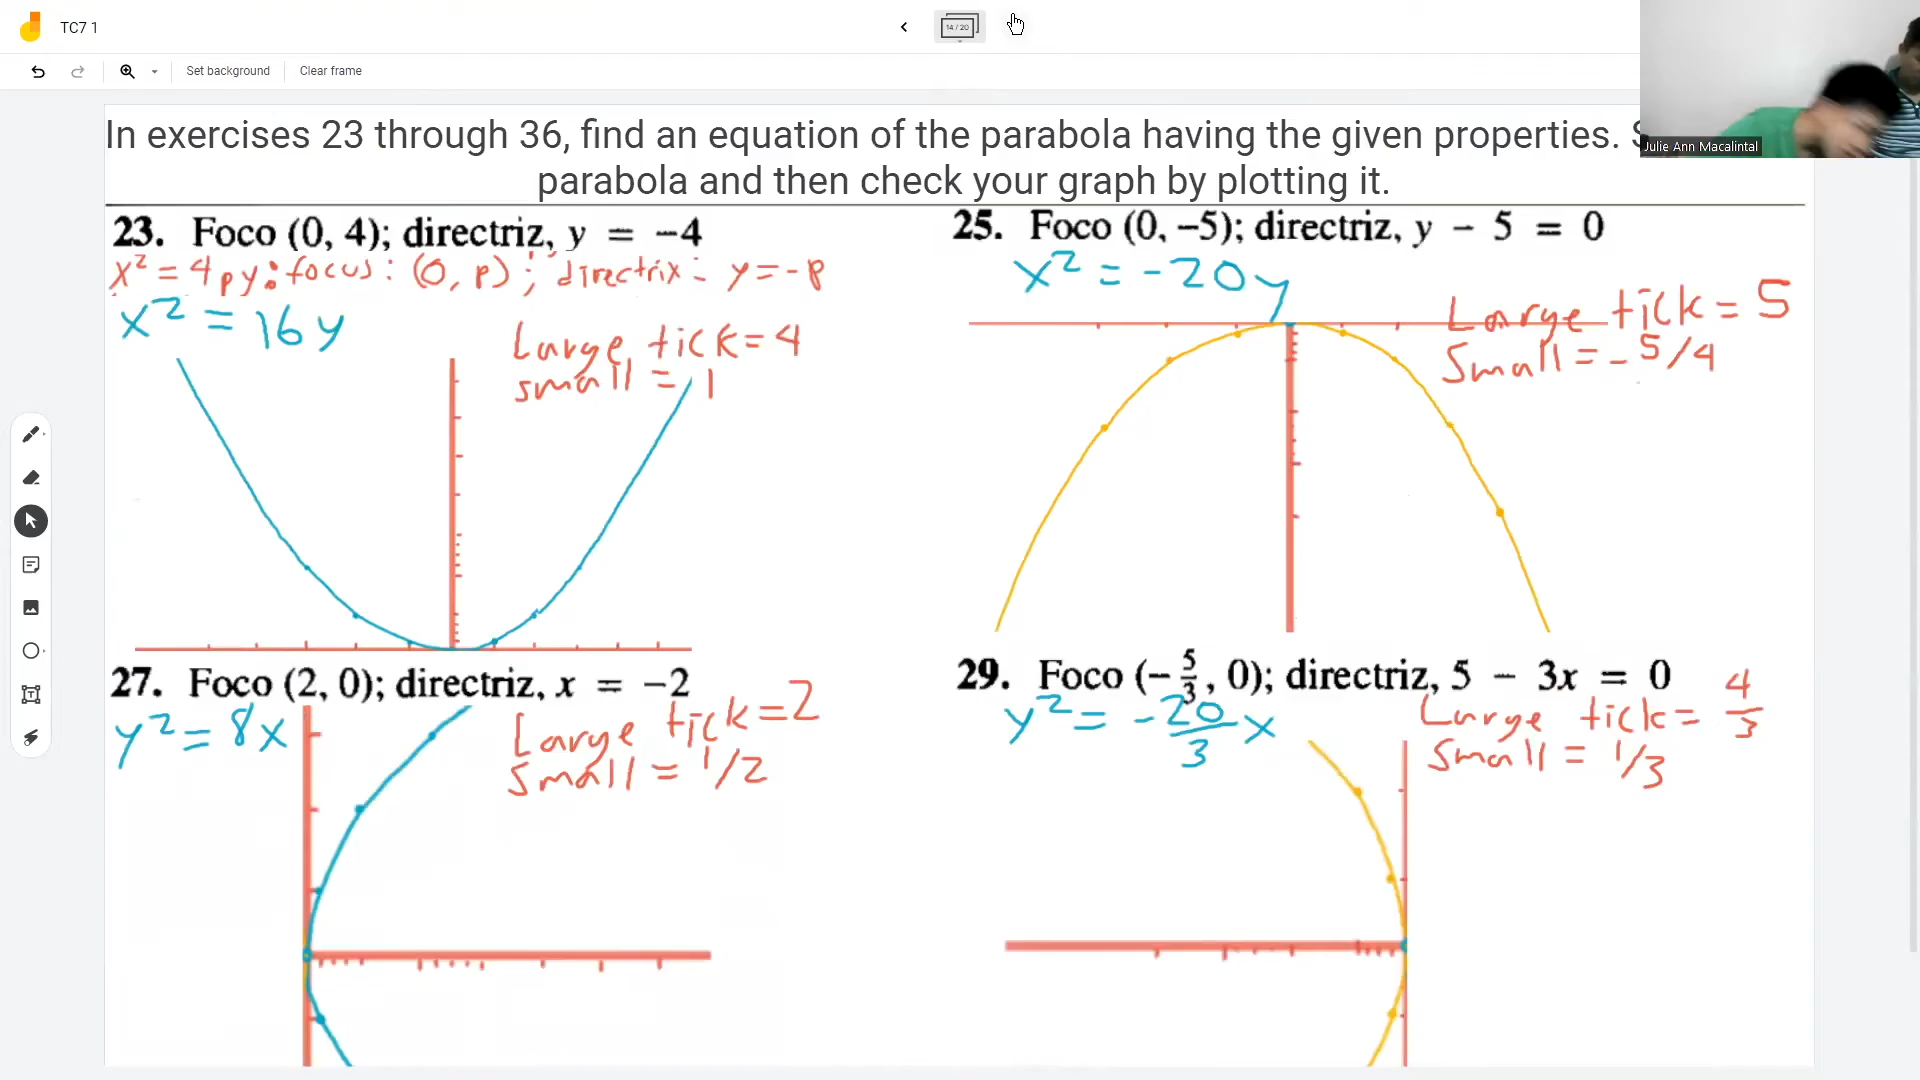 TC7 1
14 / 20
Set background
Clear frame
Julie Ann Macalintal
In exercises 23 through 36, find an equation of the parabola having the given properties.
parabola and then check your graph by plotting it.
23. Foco (0, 4); directriz, y = −4
x² = 4py: focus: (0, p); directrix: y = -p
x² = 16y
Large tick = 4
small = 1
25. Foco (0, −5); directriz, y − 5 = 0
x² = -20y
Large tick = 5
Small = - 5/4
27. Foco (2, 0); directriz, x = −2
y² = 8x
Large tick = 2
Small = 1/2
29. Foco (−5/3, 0); directriz, 5 − 3x = 0
y² = -20/3 x
Large tick = 4/3
Small = 1/3